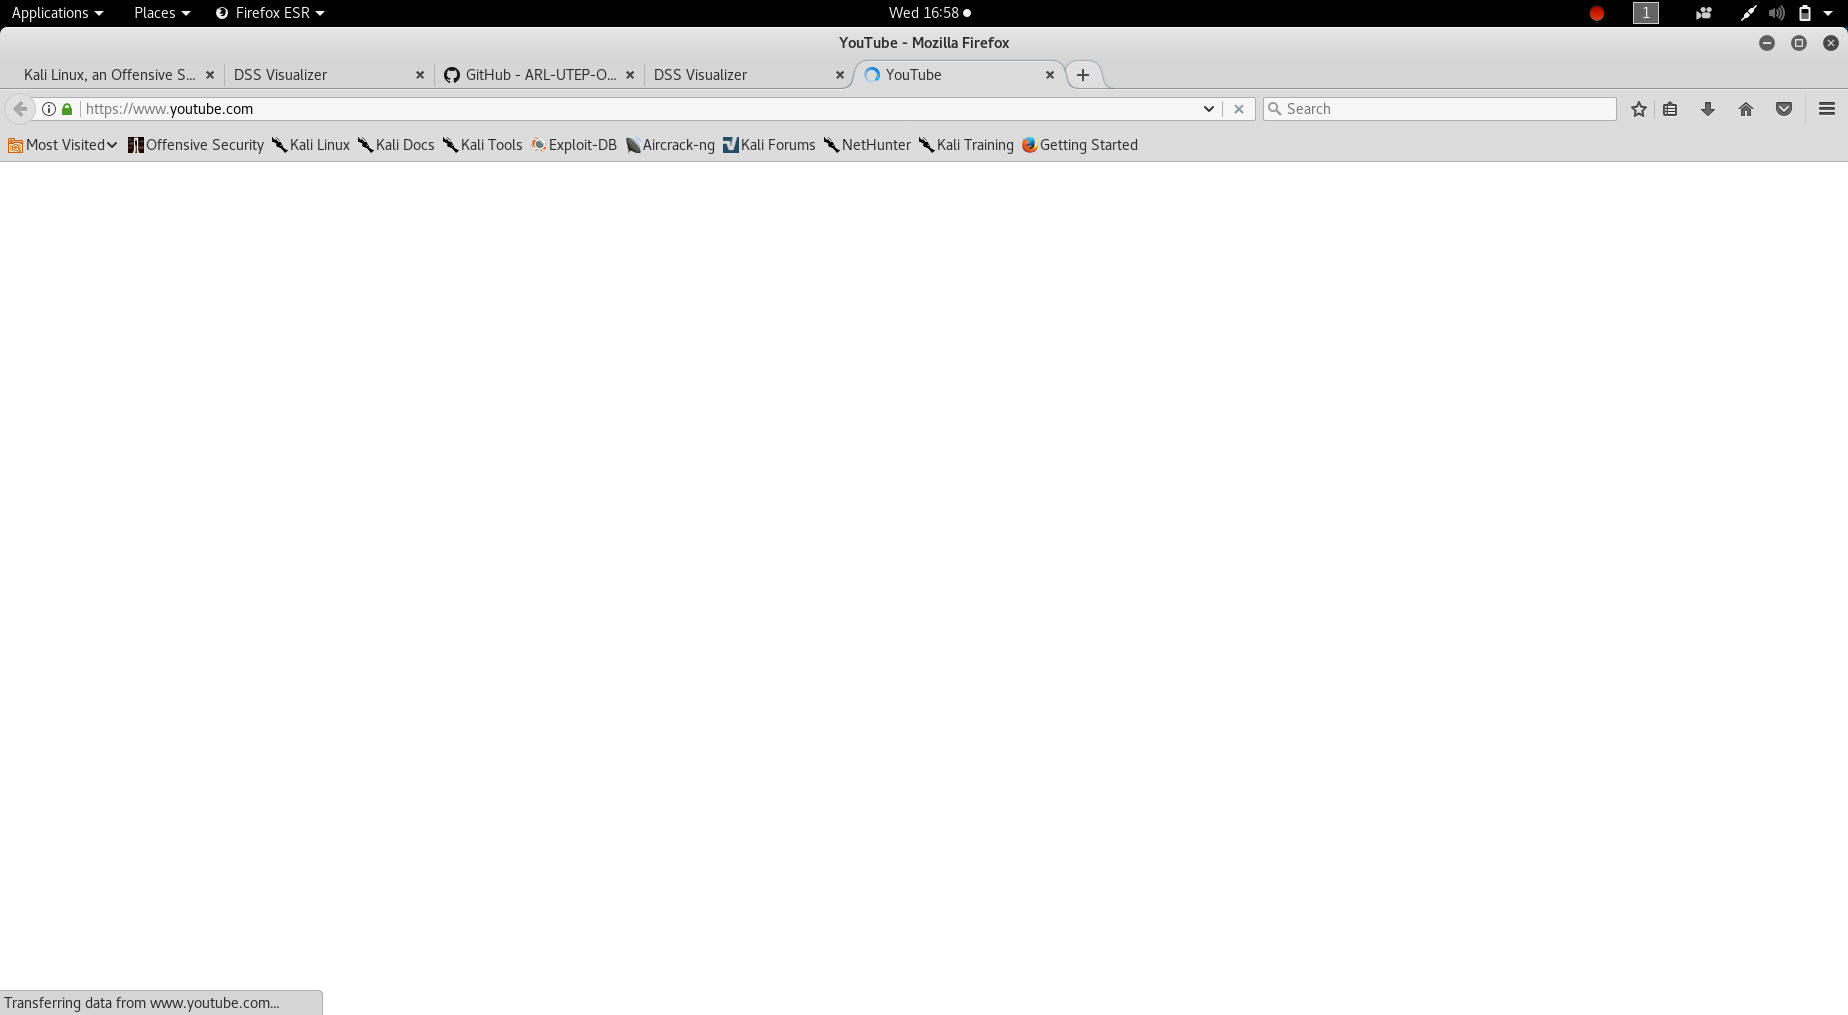 Applications Places Firefox ESR Wed 16:58 1
YouTube - Mozilla Firefox
Kali Linux, an Offensive S... DSS Visualizer GitHub - ARL-UTEP-O... DSS Visualizer YouTube
https://www.youtube.com Search
Most Visited Offensive Security Kali Linux Kali Docs Kali Tools Exploit-DB Aircrack-ng Kali Forums NetHunter Kali Training Getting Started
Transferring data from www.youtube.com...